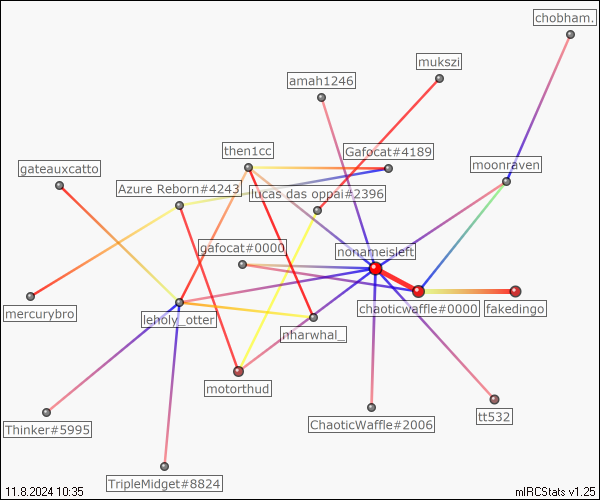 chobham.
mukszi
amah1246
then1cc
Gafocat#4189
gateauxcatto
moonraven
Azure Reborn#4243
lucas das oppai#2396
gafocat#0000
nonameisleft
mercurybro
leholy_otter
chaoticwaffle#0000
fakedingo
nharwhal_
motorthud
Thinker#5995
ChaoticWaffle#2006
tt532
TripleMidget#8824
11.8.2024 10:35
mIRCStats v1.25